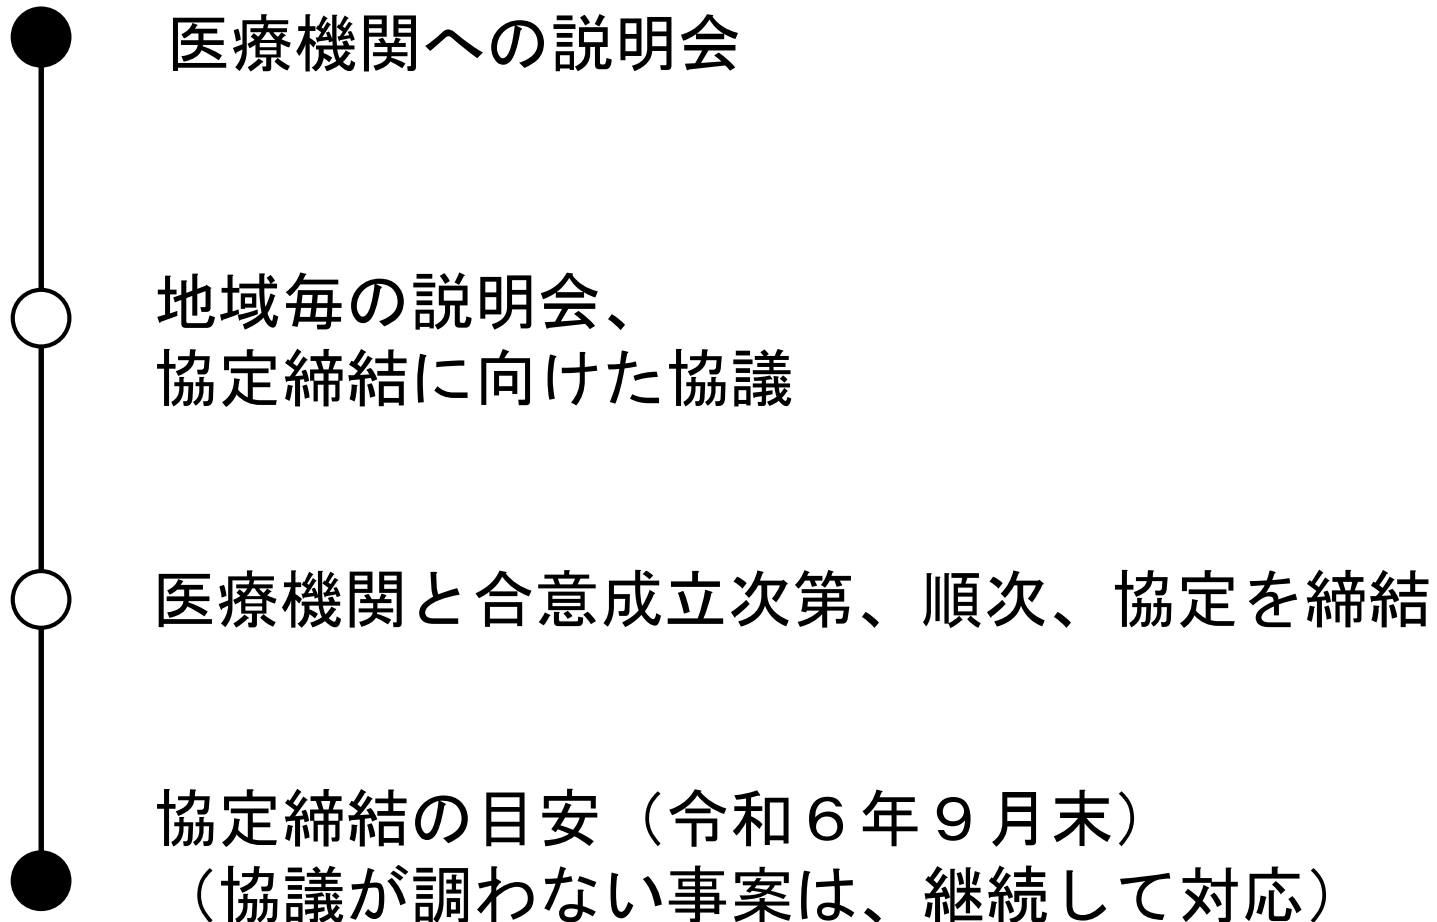 医療機関への説明会
地域毎の説明会、
協定締結に向けた協議
医療機関と合意成立次第、順次、協定を締結
協定締結の目安（令和６年９月末）
（協議が調わない事案は、継続して対応）